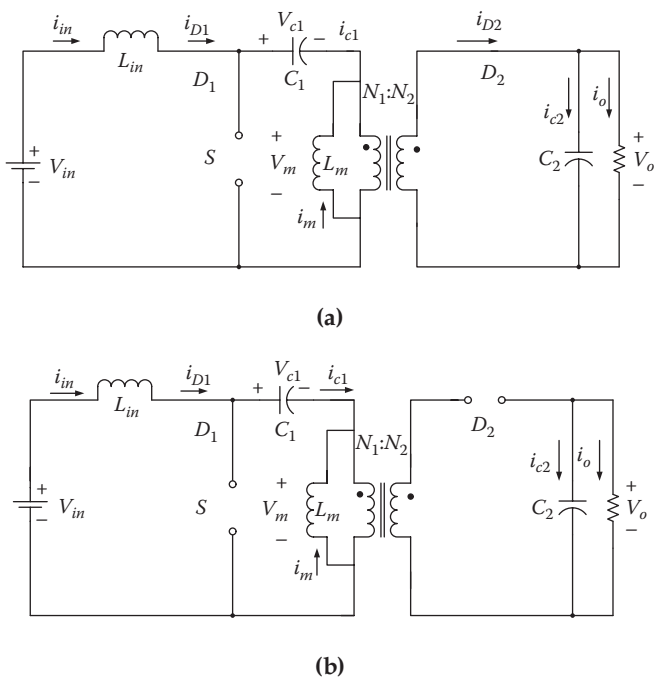 i_in
i_D1
V_c1
i_c1
i_D2
+ −
L_in
D_1
C_1
D_2
N_1:N_2
i_c2
i_o
+
V_in
−
S
+
V_m
−
L_m
C_2
+
V_o
−
i_m
(a)
i_in
i_D1
V_c1
i_c1
+ −
L_in
D_1
C_1
D_2
N_1:N_2
i_c2
i_o
+
V_in
−
S
+
V_m
−
L_m
C_2
+
V_o
−
i_m
(b)